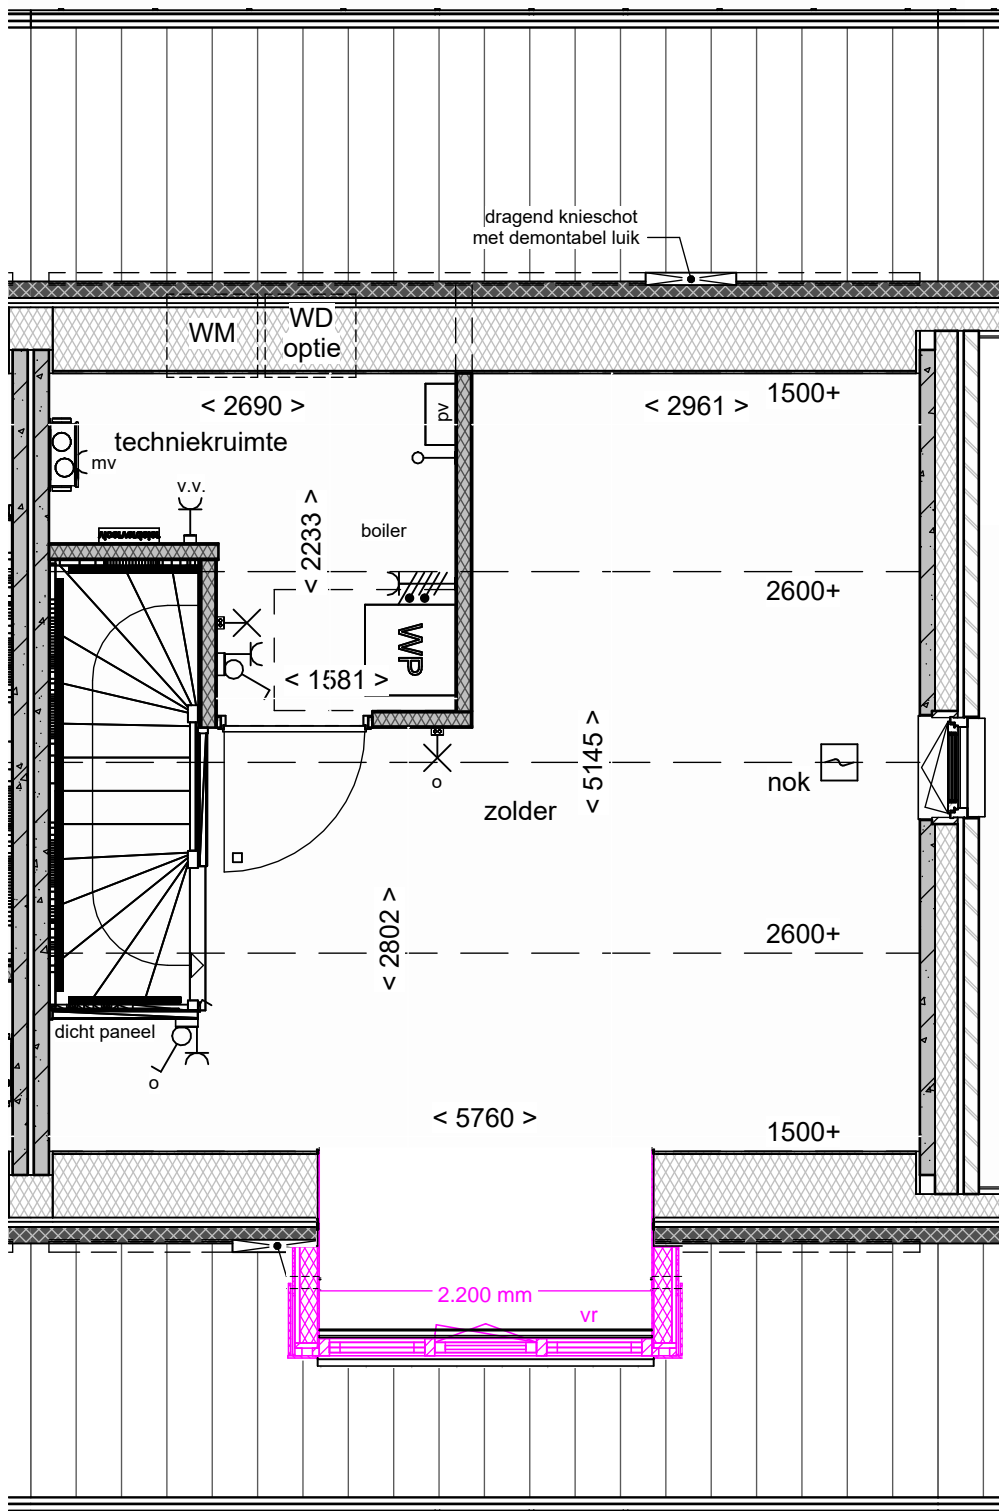 dragend knieschot
met demontabel luik
WM
WD
optie
< 2690 >
< 2961 >
1500+
pv
techniekruimte
mv
v.v.
< 2233 >
boiler
2600+
WP
< 1581 >
< 5145 >
nok
o
zolder
< 2802 >
2600+
dicht paneel
o
< 5760 >
1500+
2.200 mm
vr